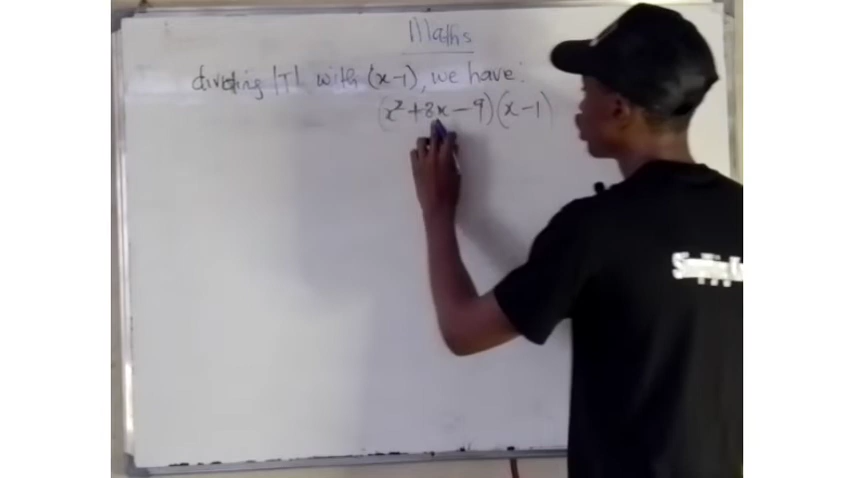 Maths
dividing |T| with (x-1), we have:
(x² + 8x - 9)(x - 1)